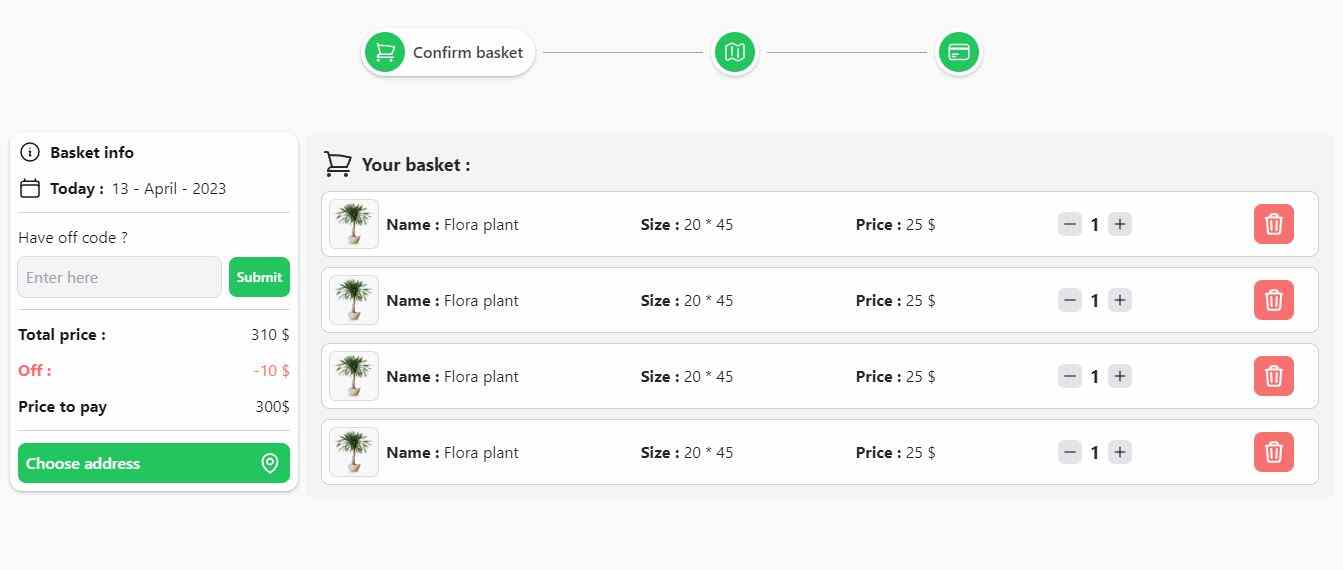 Confirm basket
Basket info
Today : 13 - April - 2023
Have off code ?
Enter here Submit
Total price : 310 $
Off : -10 $
Price to pay 300$
Choose address
Your basket :
Name : Flora plant Size : 20 * 45 Price : 25 $ 1
Name : Flora plant Size : 20 * 45 Price : 25 $ 1
Name : Flora plant Size : 20 * 45 Price : 25 $ 1
Name : Flora plant Size : 20 * 45 Price : 25 $ 1